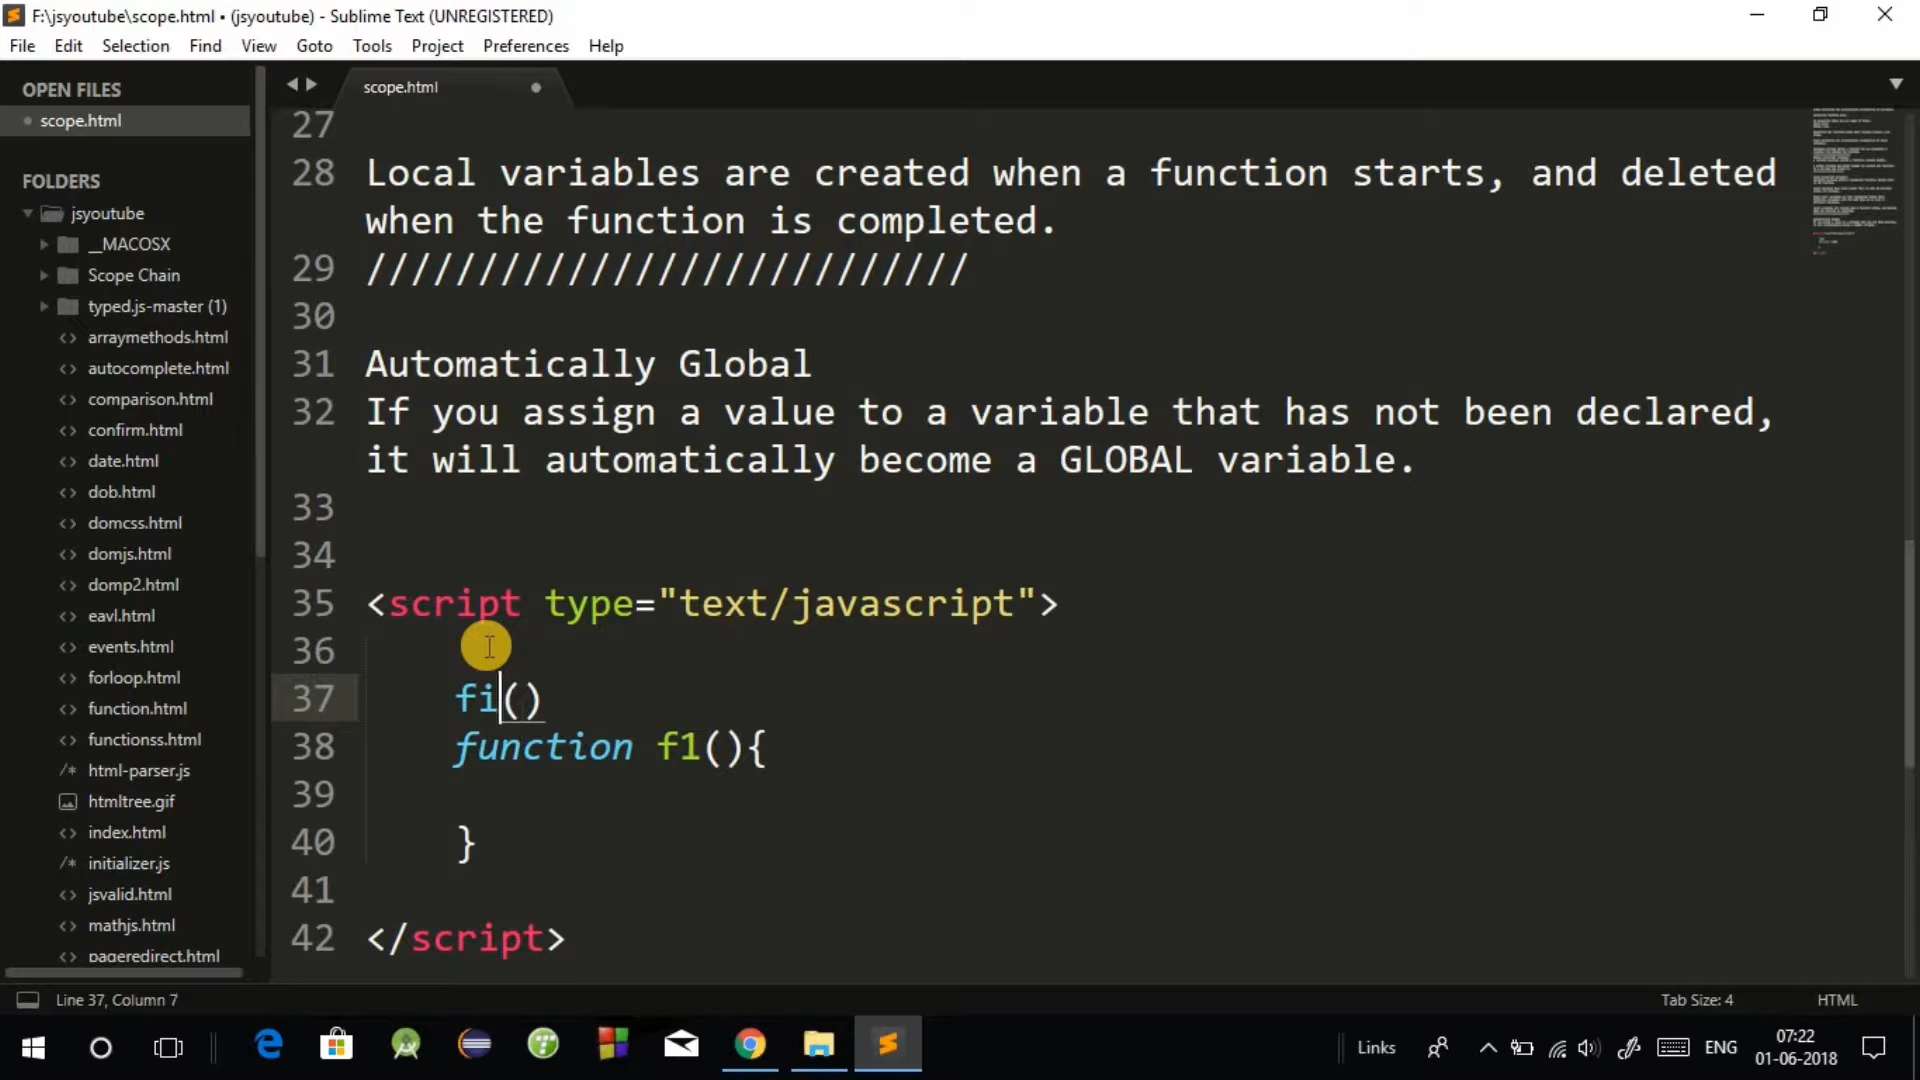 F:\jsyoutube\scope.html • (jsyoutube) - Sublime Text (UNREGISTERED)
File Edit Selection Find View Goto Tools Project Preferences Help
OPEN FILES
scope.html
FOLDERS
jsyoutube
__MACOSX
Scope Chain
typed.js-master (1)
arraymethods.html
autocomplete.html
comparison.html
confirm.html
date.html
dob.html
domcss.html
domjs.html
domp2.html
eavl.html
events.html
forloop.html
function.html
functionss.html
html-parser.js
htmltree.gif
index.html
initializer.js
jsvalid.html
mathjs.html
pageredirect.html
scope.html
27
28 Local variables are created when a function starts, and deleted
when the function is completed.
29 ///////////////////////////
30
31 Automatically Global
32 If you assign a value to a variable that has not been declared,
it will automatically become a GLOBAL variable.
33
34
35 <script type="text/javascript">
36
37 fi()
38 function f1(){
39
40 }
41
42 </script>
Line 37, Column 7
Tab Size: 4
HTML
Links
ENG
07:22
01-06-2018